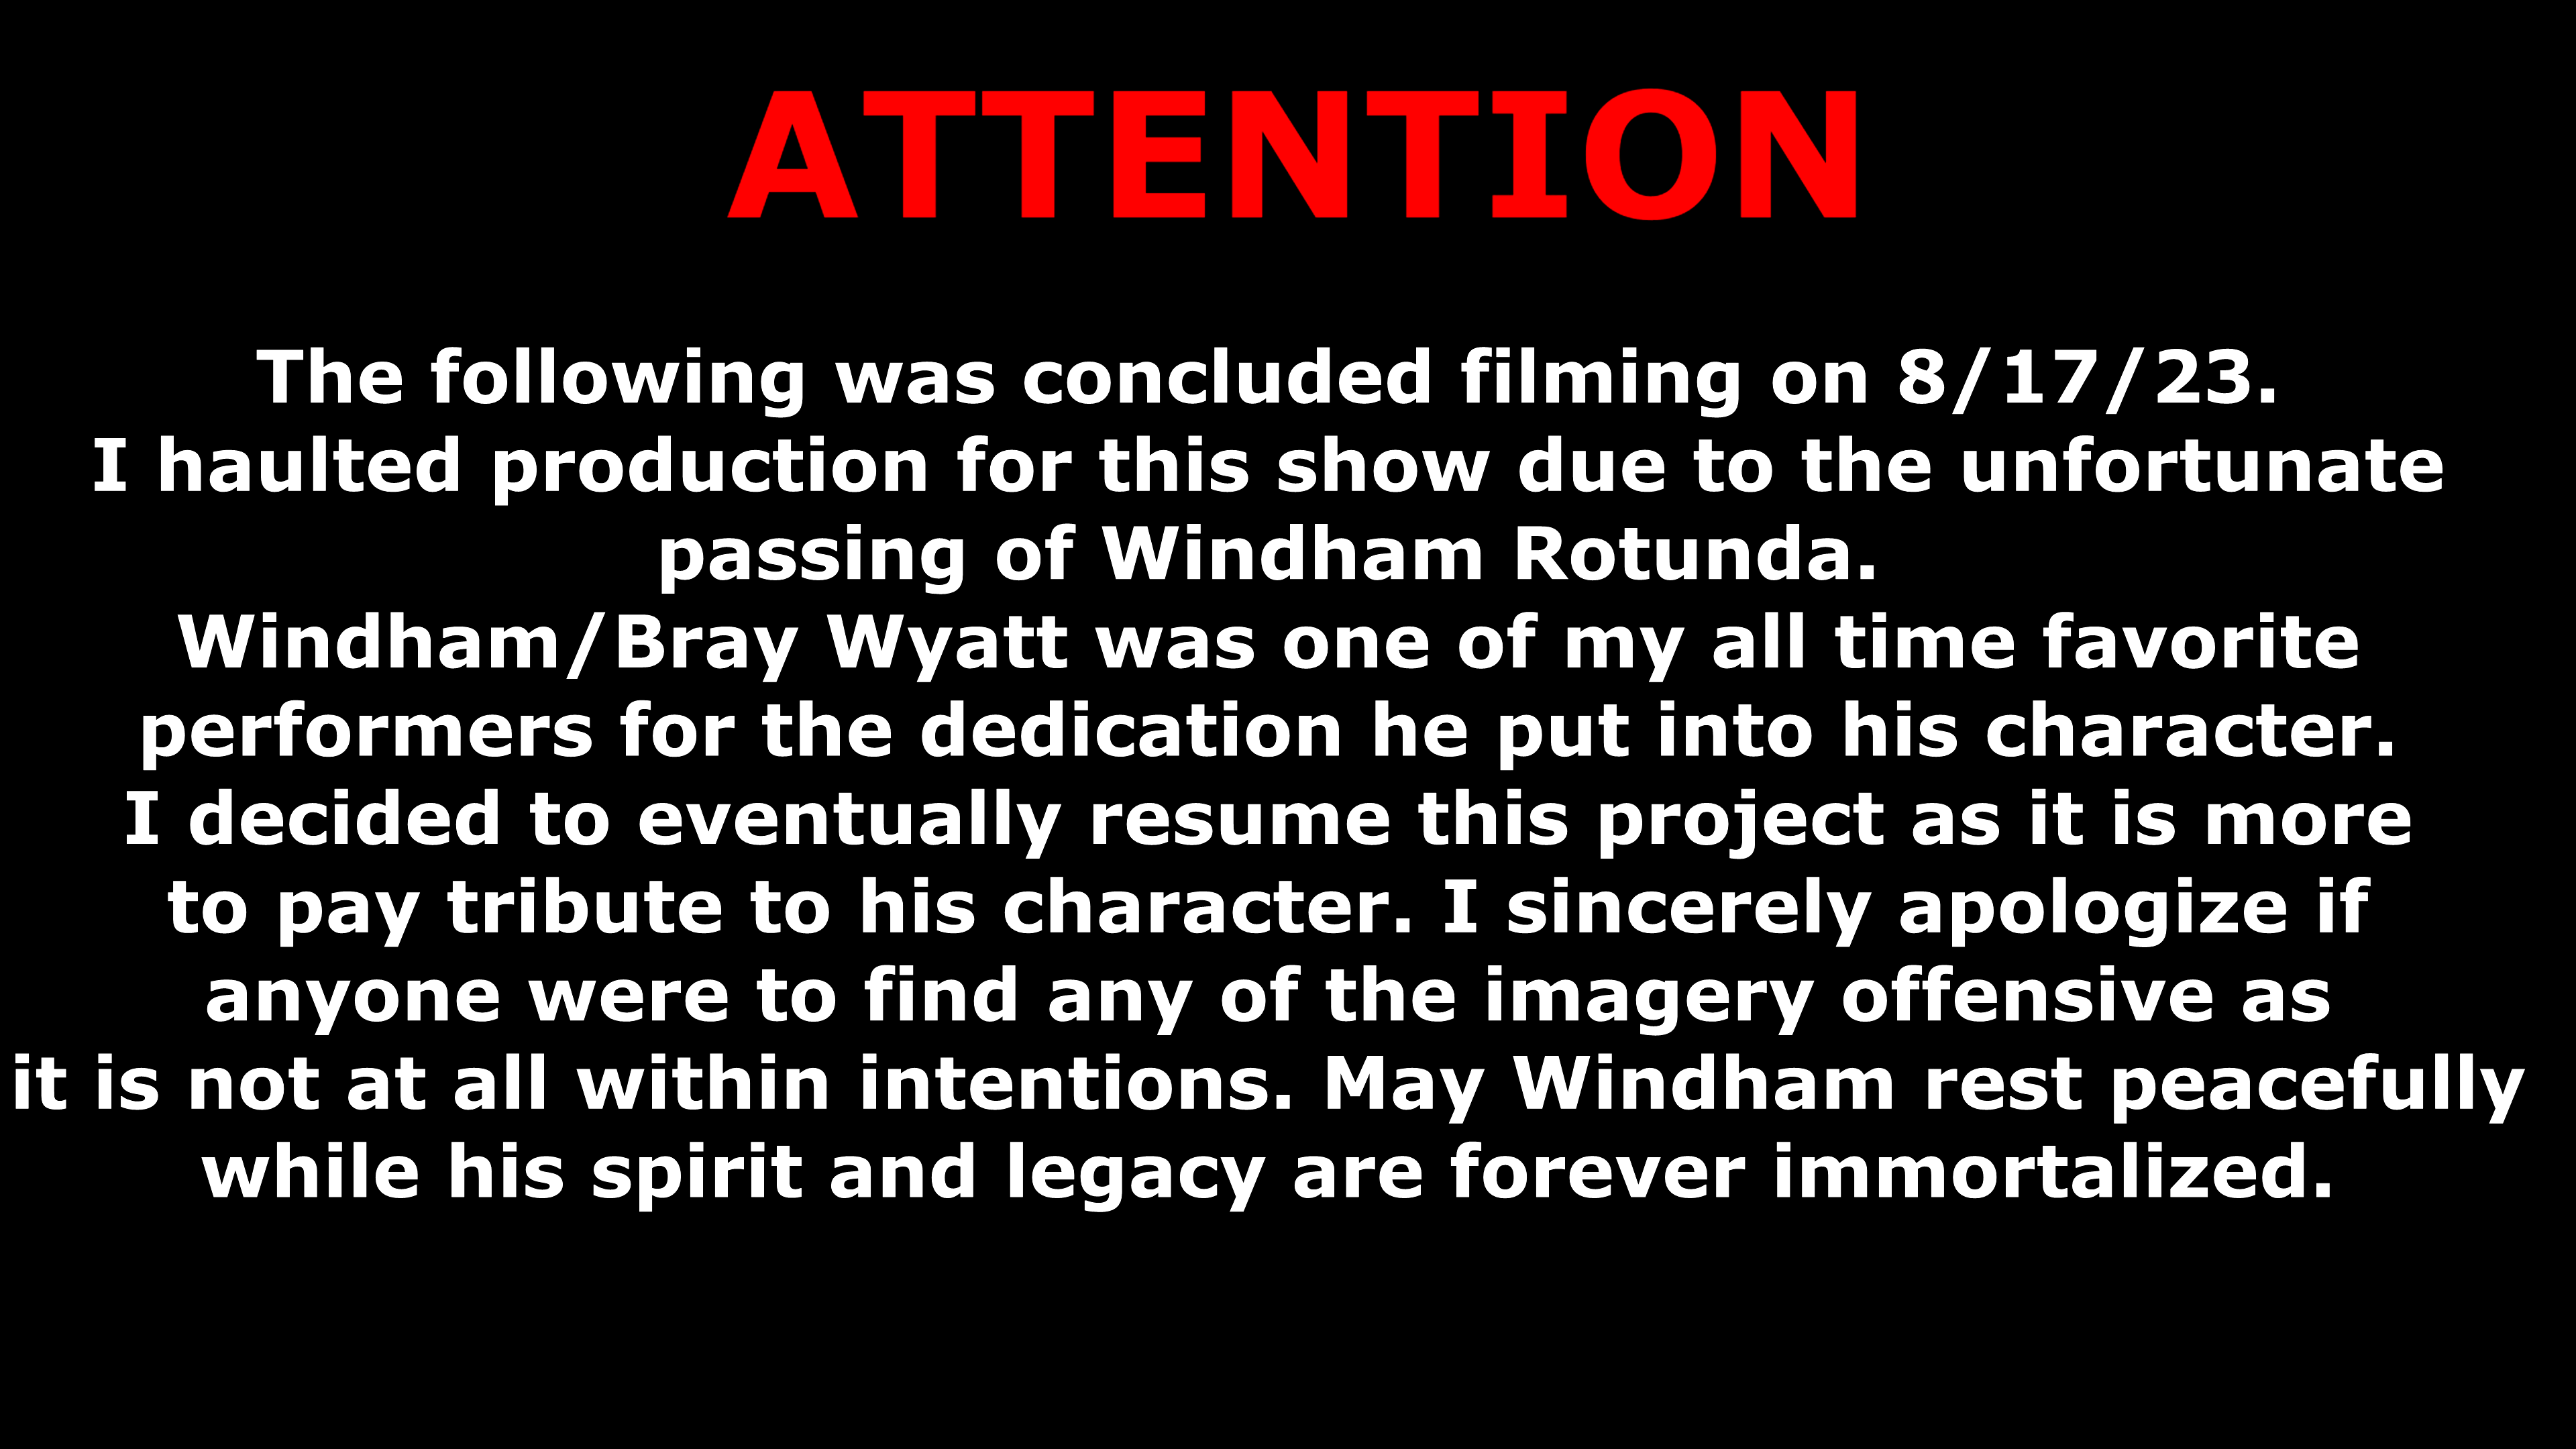 ATTENTION
The following was concluded filming on 8/17/23.
I haulted production for this show due to the unfortunate
passing of Windham Rotunda.
Windham/Bray Wyatt was one of my all time favorite
performers for the dedication he put into his character.
I decided to eventually resume this project as it is more
to pay tribute to his character. I sincerely apologize if
anyone were to find any of the imagery offensive as
it is not at all within intentions. May Windham rest peacefully
while his spirit and legacy are forever immortalized.